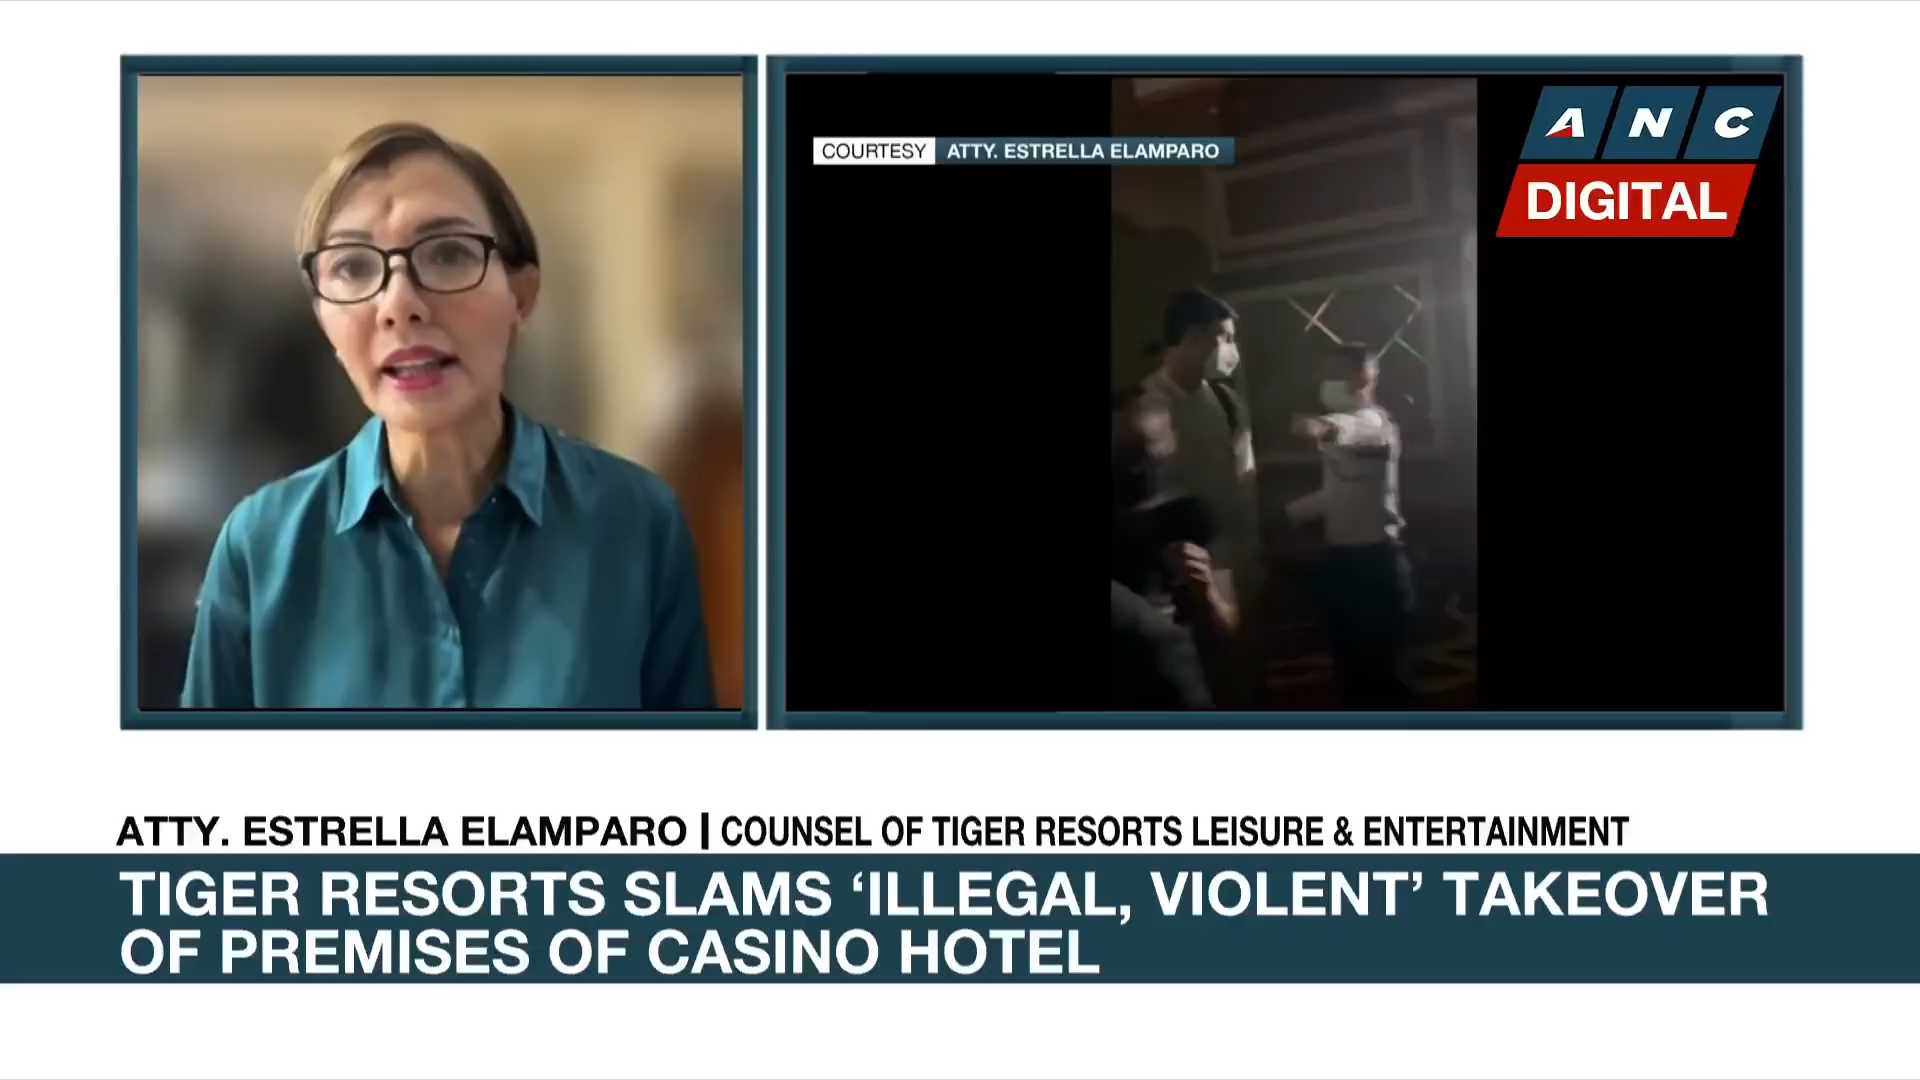 ANC
DIGITAL
COURTESY ATTY. ESTRELLA ELAMPARO
ATTY. ESTRELLA ELAMPARO | COUNSEL OF TIGER RESORTS LEISURE & ENTERTAINMENT
TIGER RESORTS SLAMS ‘ILLEGAL, VIOLENT’ TAKEOVER
OF PREMISES OF CASINO HOTEL